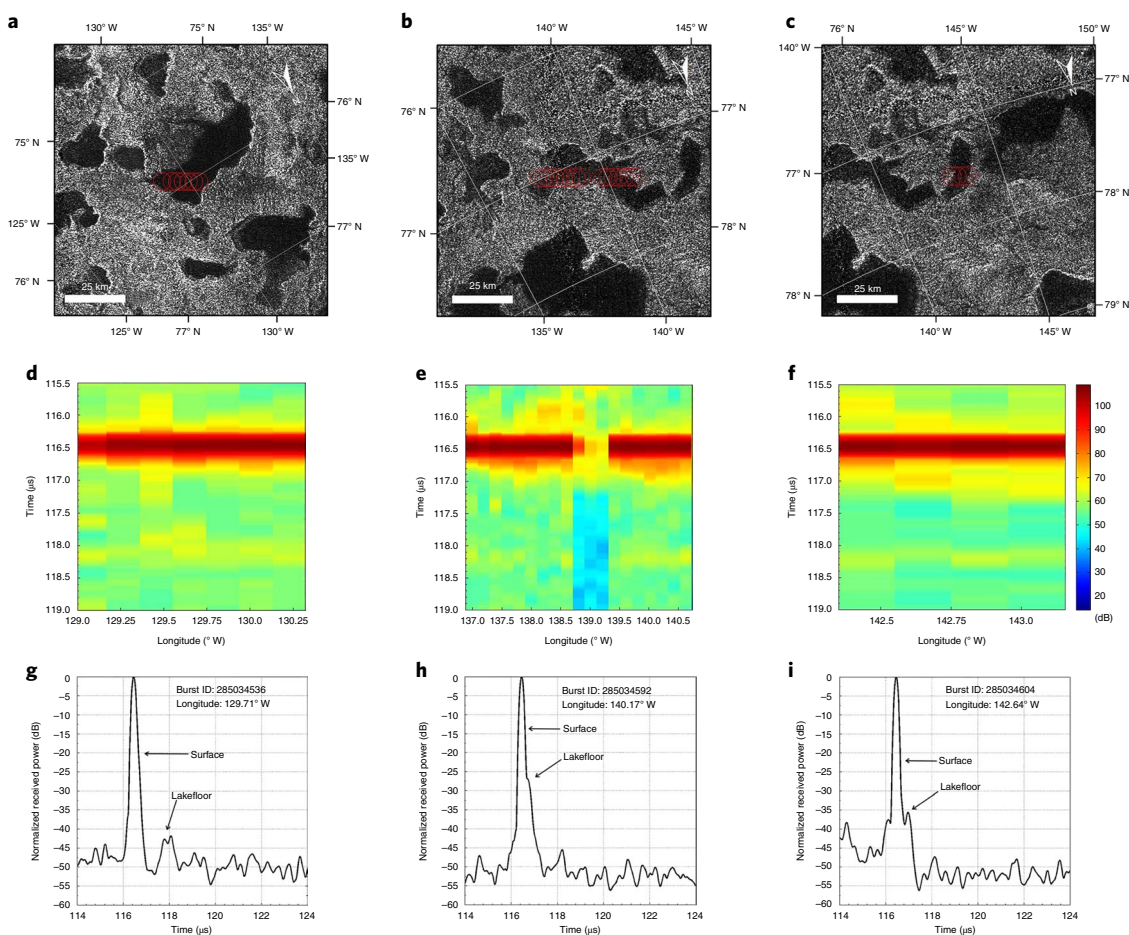 a
130° W
75° N
135° W
76° N
75° N
135° W
125° W
77° N
76° N
N
25 km
125° W
77° N
130° W
b
140° W
145° W
76° N
77° N
77° N
78° N
N
25 km
135° W
140° W
c
76° N
145° W
150° W
140° W
77° N
77° N
78° N
78° N
79° N
N
25 km
140° W
145° W
d
115.5
116.0
116.5
117.0
117.5
118.0
118.5
119.0
Time (µs)
129.0 129.25 129.5 129.75 130.0 130.25
Longitude (° W)
e
115.5
116.0
116.5
117.0
117.5
118.0
118.5
119.0
Time (µs)
137.0 137.5 138.0 138.5 139.0 139.5 140.0 140.5
Longitude (° W)
f
115.5
116.0
116.5
117.0
117.5
118.0
118.5
119.0
Time (µs)
142.5 142.75 143.0
Longitude (° W)
100
90
80
70
60
50
40
30
20
(dB)
g
0
–5
–10
–15
–20
–25
–30
–35
–40
–45
–50
–55
–60
Normalized received power (dB)
Burst ID: 285034536
Longitude: 129.71° W
Surface
Lakefloor
114 116 118 120 122 124
Time (µs)
h
0
–5
–10
–15
–20
–25
–30
–35
–40
–45
–50
–55
–60
Normalized received power (dB)
Burst ID: 285034592
Longitude: 140.17° W
Surface
Lakefloor
114 116 118 120 122 124
Time (µs)
i
0
–5
–10
–15
–20
–25
–30
–35
–40
–45
–50
–55
–60
Normalized received power (dB)
Burst ID: 285034604
Longitude: 142.64° W
Surface
Lakefloor
114 116 118 120 122 124
Time (µs)